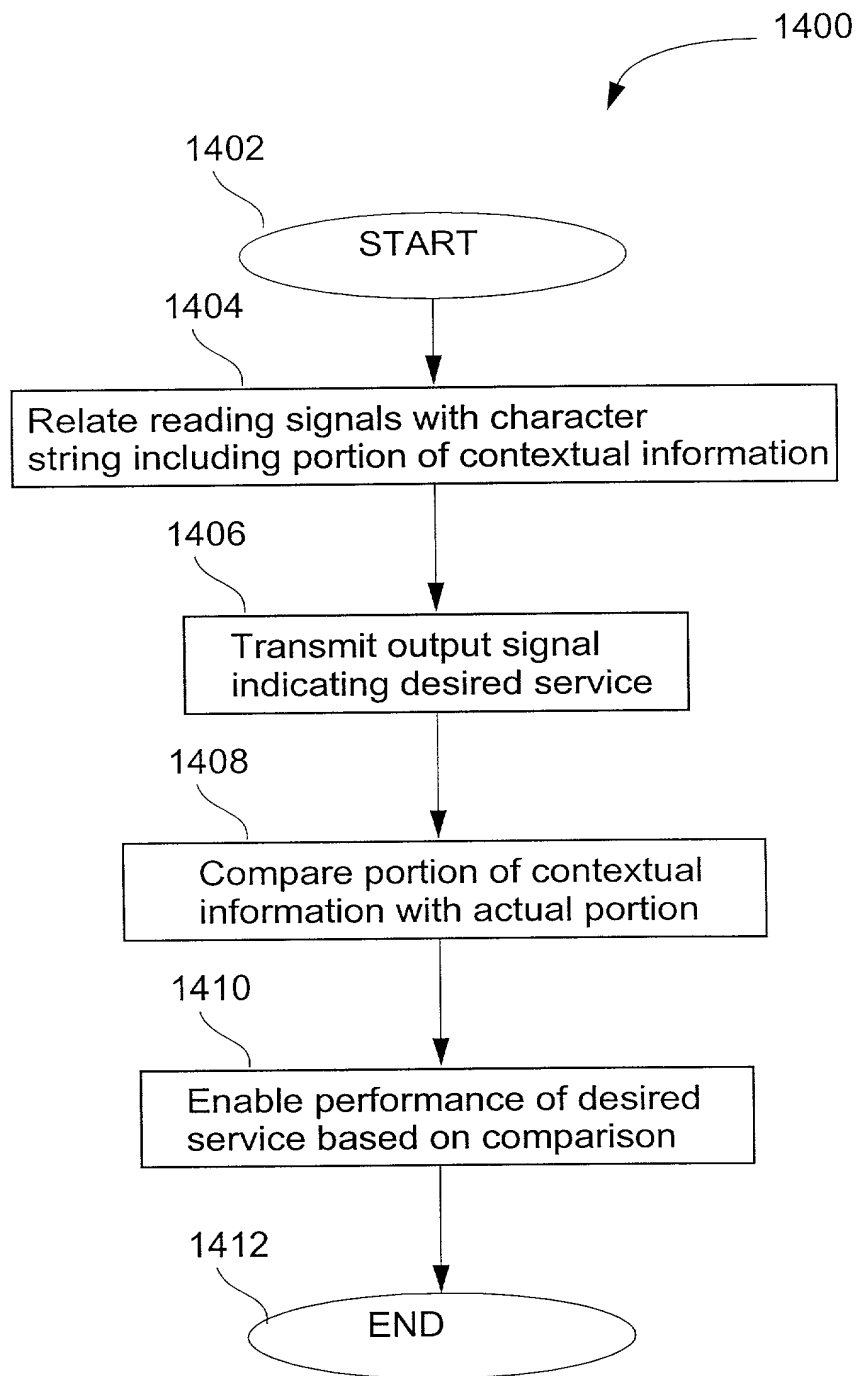 1400
1402
START
1404
Relate reading signals with character
string including portion of contextual information
1406
Transmit output signal
indicating desired service
1408
Compare portion of contextual
information with actual portion
1410
Enable performance of desired
service based on comparison
1412
END